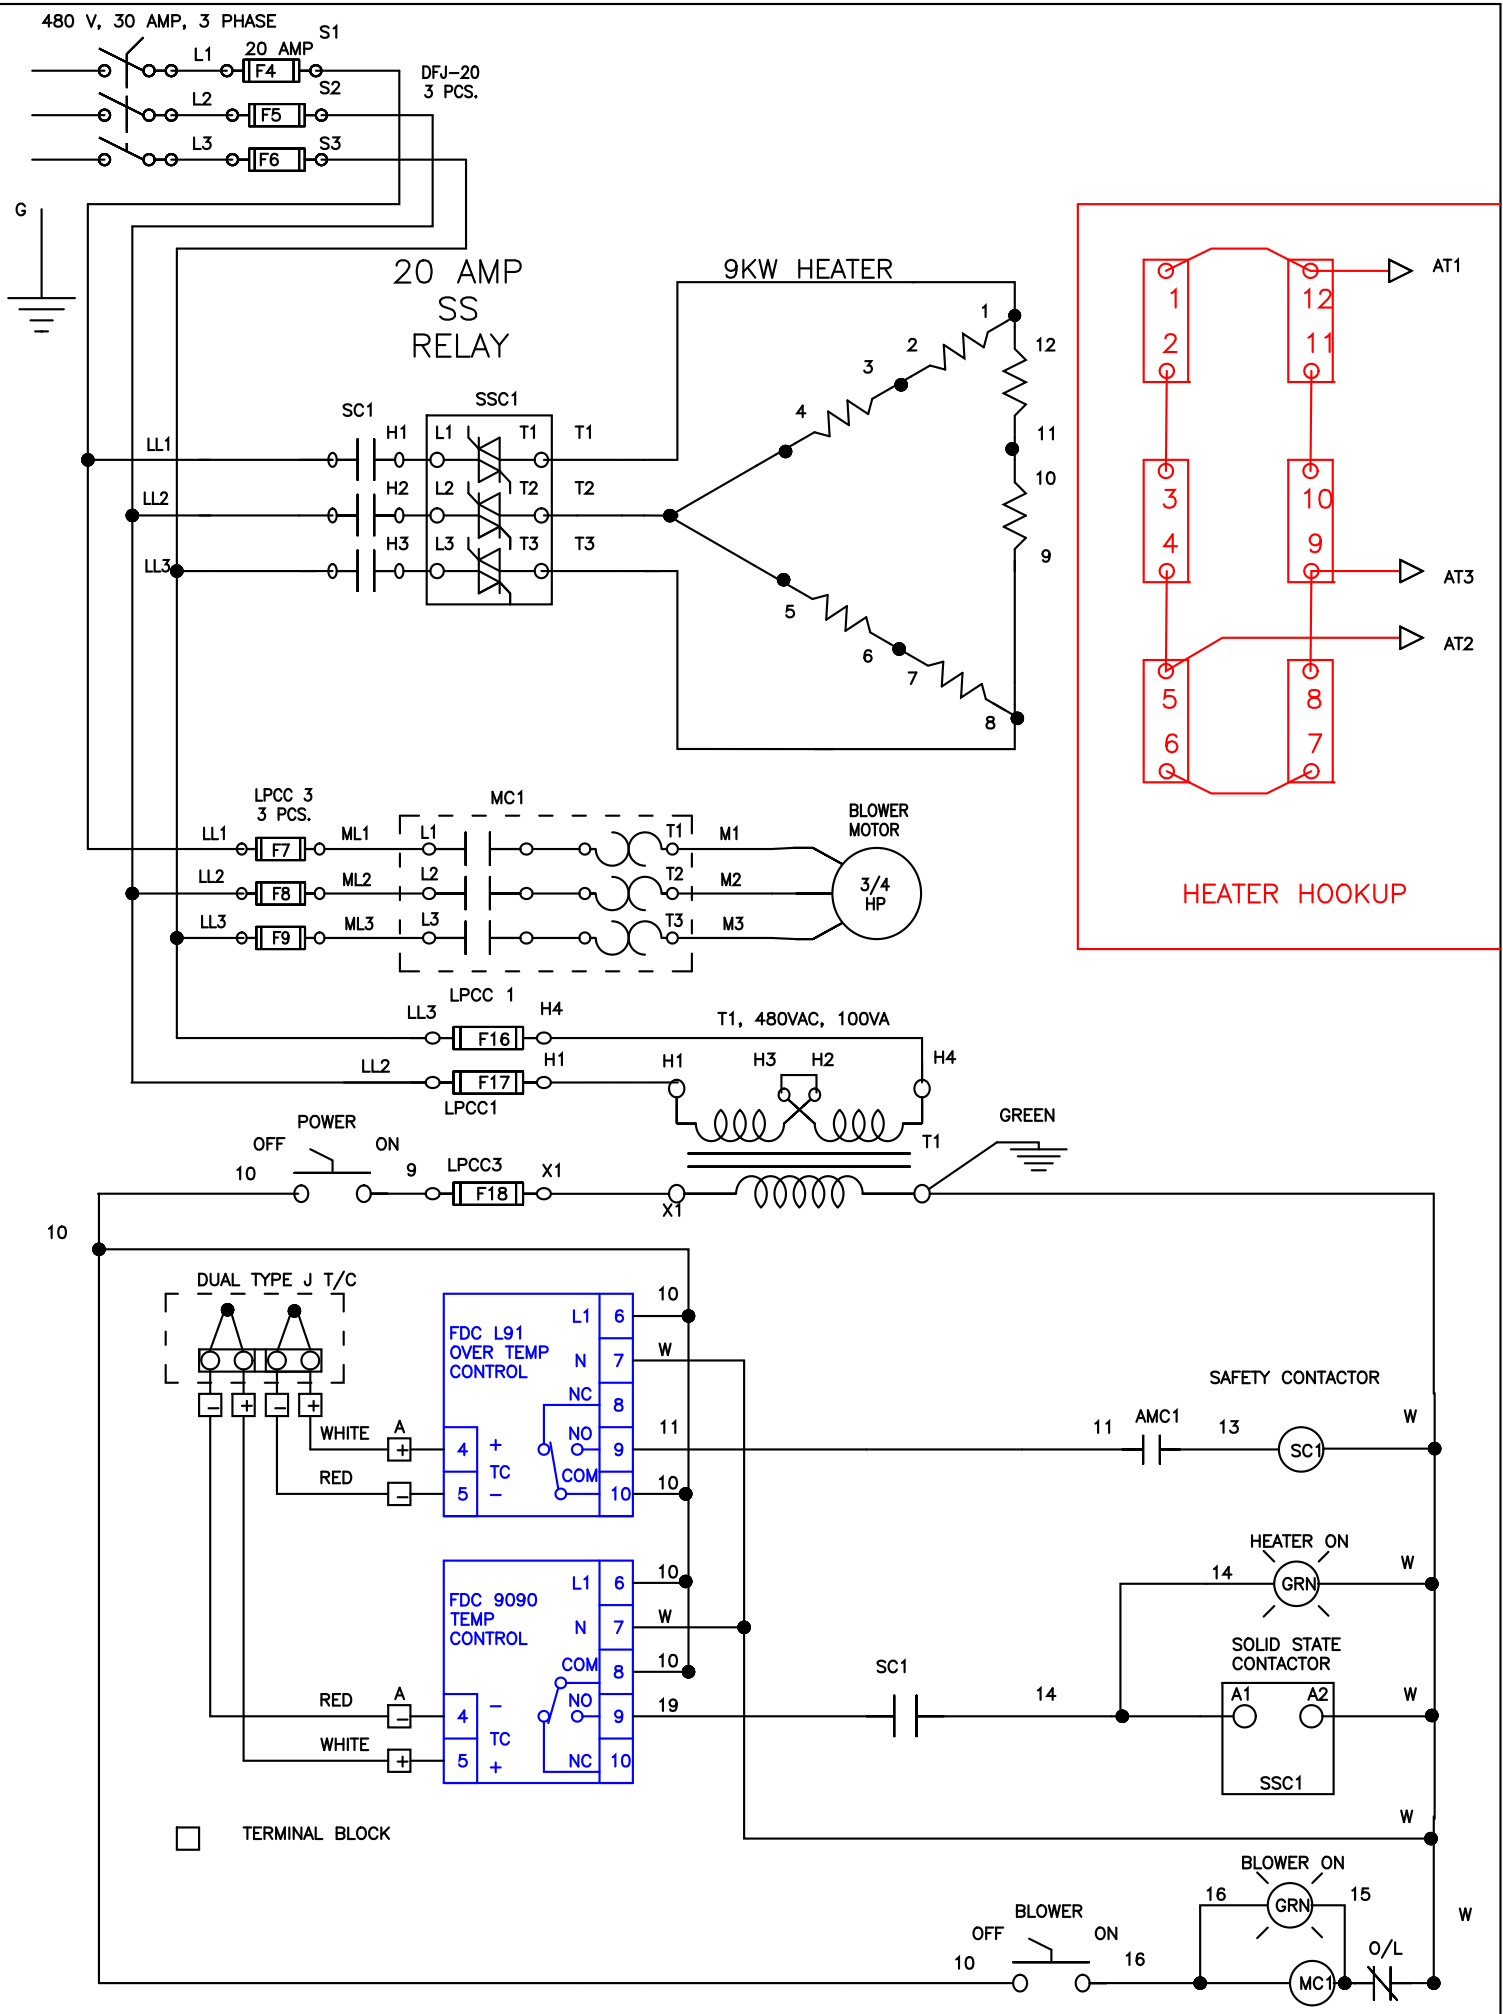 480 V, 30 AMP, 3 PHASE
S1
L1
20 AMP
F4
DFJ-20
3 PCS.
S2
L2
F5
L3
F6
S3
G
20 AMP
SS
RELAY
9KW HEATER
1
2
3
4
12
11
10
9
5
6
7
8
SC1
SSC1
LL1
H1
L1
T1
T1
LL2
H2
L2
T2
T2
LL3
H3
L3
T3
T3
1
2
12
11
3
4
10
9
5
6
8
7
AT1
AT3
AT2
HEATER HOOKUP
LPCC 3
3 PCS.
MC1
BLOWER
MOTOR
LL1
F7
ML1
L1
T1
M1
LL2
F8
ML2
L2
T2
M2
LL3
F9
ML3
L3
T3
M3
3/4
HP
LPCC 1
LL3
F16
H4
T1, 480VAC, 100VA
LL2
F17
H1
LPCC1
H1
H3
H2
H4
POWER
OFF
ON
10
9
LPCC3
F18
X1
X1
T1
GREEN
10
DUAL TYPE J T/C
- + - +
WHITE
A
+
RED
-
FDC L91
OVER TEMP
CONTROL
L1 6
N 7
NC 8
NO 9
COM 10
4 +
TC
5 -
10
W
11
10
SAFETY CONTACTOR
11
AMC1
13
SC1
W
FDC 9090
TEMP
CONTROL
L1 6
N 7
COM 8
NO 9
NC 10
4 -
TC
5 +
RED
A
-
WHITE
+
10
W
10
19
SC1
14
HEATER ON
14
GRN
W
SOLID STATE
CONTACTOR
A1
A2
SSC1
W
TERMINAL BLOCK
W
BLOWER ON
16
GRN
15
W
BLOWER
OFF
ON
10
16
MC1
O/L